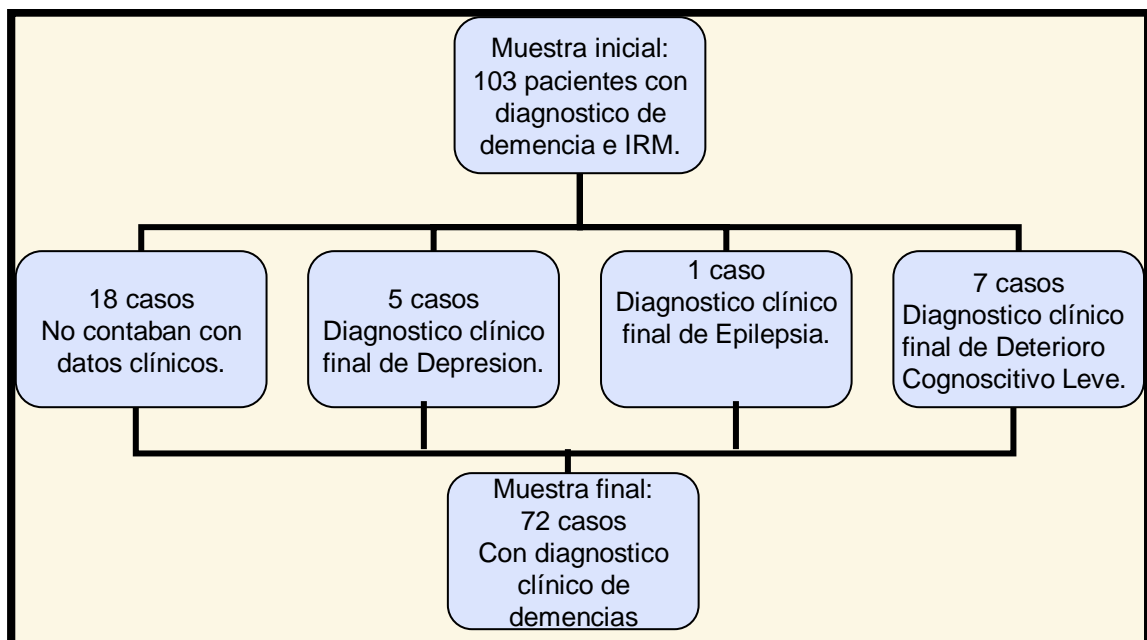 Muestra inicial:
103 pacientes con
diagnostico de
demencia e IRM.
18 casos
No contaban con
datos clínicos.
5 casos
Diagnostico clínico
final de Depresion.
1 caso
Diagnostico clínico
final de Epilepsia.
7 casos
Diagnostico clínico
final de Deterioro
Cognoscitivo Leve.
Muestra final:
72 casos
Con diagnostico
clínico de
demencias